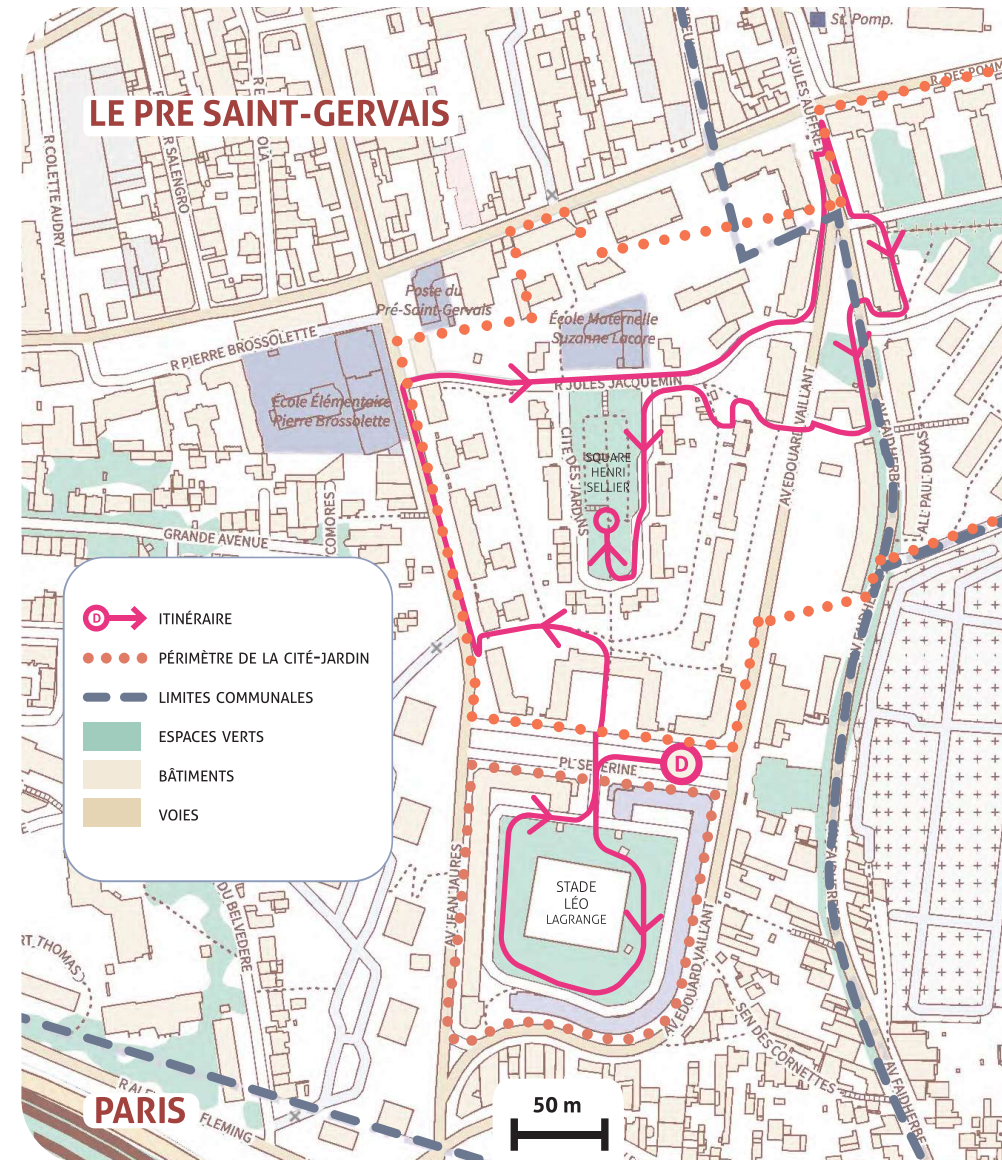 St. Pomp.
R JULES AUFFRET
LE PRE SAINT-GERVAIS
R COLETTE AUDRY
R SALENGRO
Poste du
Pré-Saint-Gervais
École Maternelle
Suzanne Lacore
R PIERRE BROSSOLETTE
R JULES JACQUEMIN
École Élémentaire
Pierre Brossolette
SQUARE
HENRI
SELLIER
CITE DES JARDINS
AV EDOUARD VAILLANT
ALL PAUL DUKAS
GRANDE AVENUE
COMORES
D
ITINÉRAIRE
PÉRIMÈTRE DE LA CITÉ-JARDIN
LIMITES COMMUNALES
ESPACES VERTS
BÂTIMENTS
VOIES
PL SEVERINE
D
STADE
LÉO
LAGRANGE
AV JEAN JAURES
AV EDOUARD VAILLANT
DU BELVEDERE
RT THOMAS
SEN DES CORNETTES
AV FAIDHERBE
PARIS
FLEMING
50 m